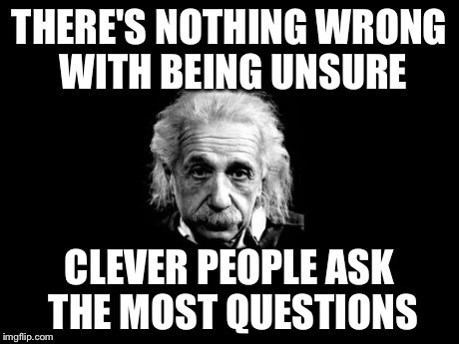 THERE'S NOTHING WRONG
WITH BEING UNSURE
CLEVER PEOPLE ASK
THE MOST QUESTIONS
imgflip.com